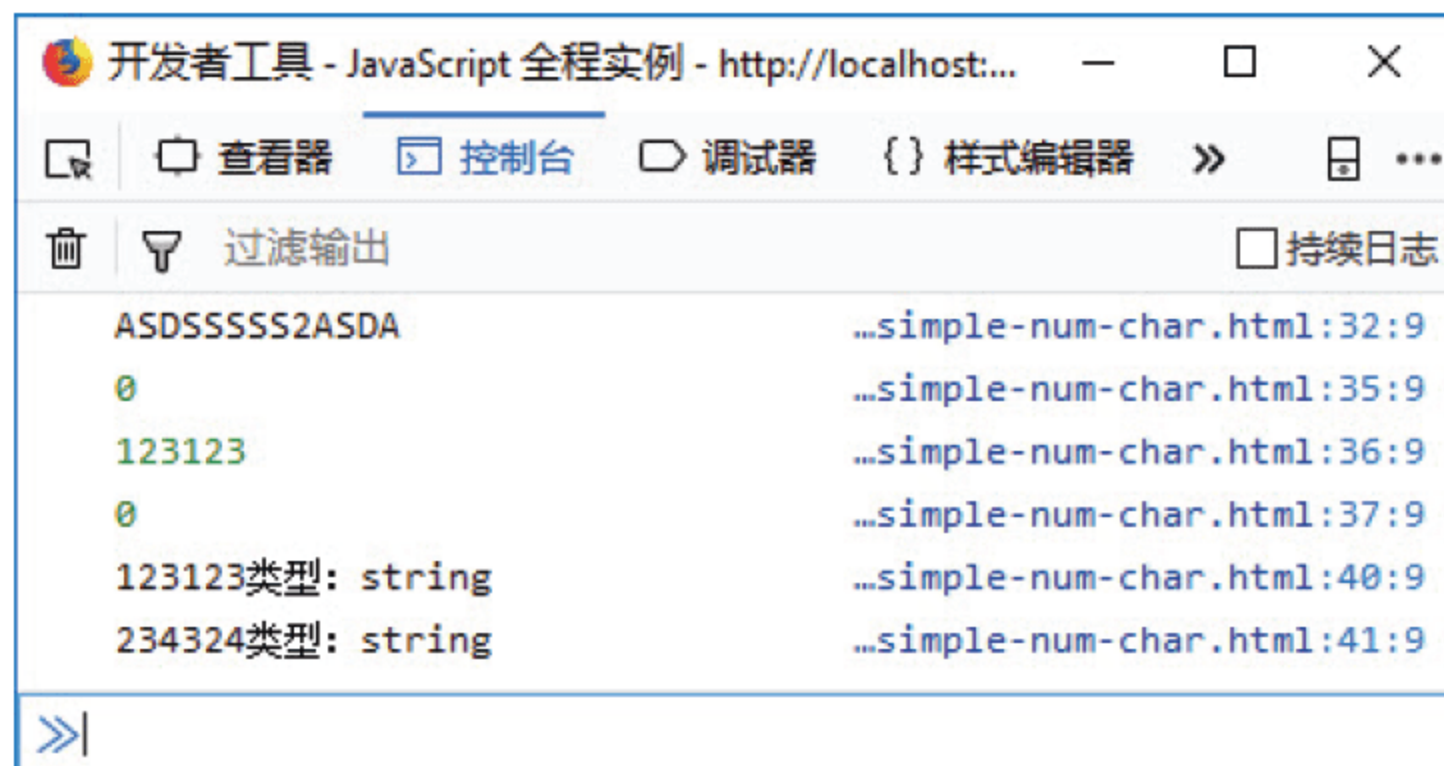 开发者工具 - JavaScript 全程实例 - http://localhost:...
查看器 控制台 调试器 {} 样式编辑器 »
过滤输出 持续日志
ASDSSSSS2ASDA …simple-num-char.html:32:9
0 …simple-num-char.html:35:9
123123 …simple-num-char.html:36:9
0 …simple-num-char.html:37:9
123123类型：string …simple-num-char.html:40:9
234324类型：string …simple-num-char.html:41:9